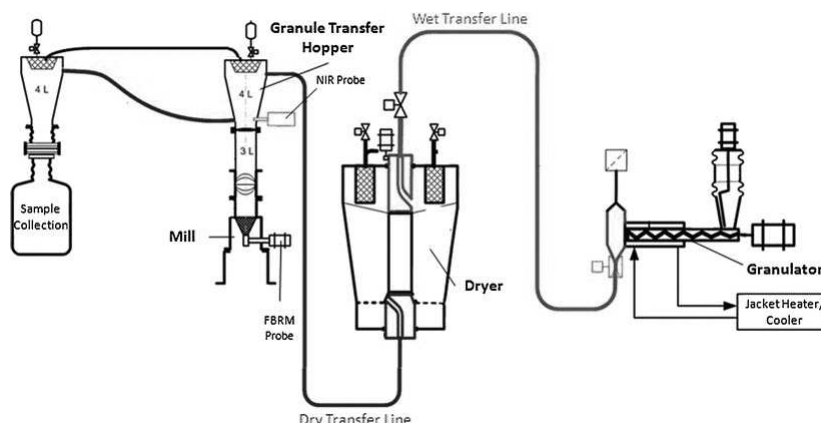 Wet Transfer Line
Granule Transfer
Hopper
NIR Probe
4 L
4 L
3 L
Sample
Collection
Mill
FBRM
Probe
Dryer
Granulator
Jacket Heater/
Cooler
Dry Transfer Line